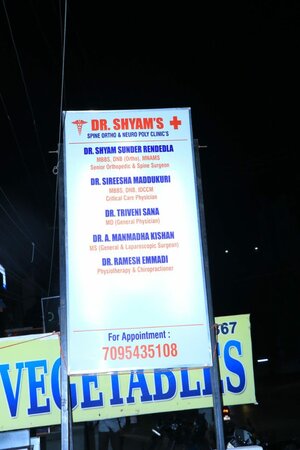 DR. SHYAM'S
SPINE ORTHO & NEURO POLY CLINIC'S
DR. SHYAM SUNDER RENDEDLA
MBBS, DNB (Ortho), MNAMS
Senior Orthopedic & Spine Surgeon
DR. SIREESHA MADDUKURI
MBBS, DNB, IDCCM
Critical Care Physician
DR. TRIVENI SANA
MD (General Physician)
DR. A. MANMADHA KISHAN
MS (General & Laparoscopic Surgeon)
DR. RAMESH EMMADI
Physiotherapy & Chiropractioner
For Appointment :
7095435108
367
VEGETABLES